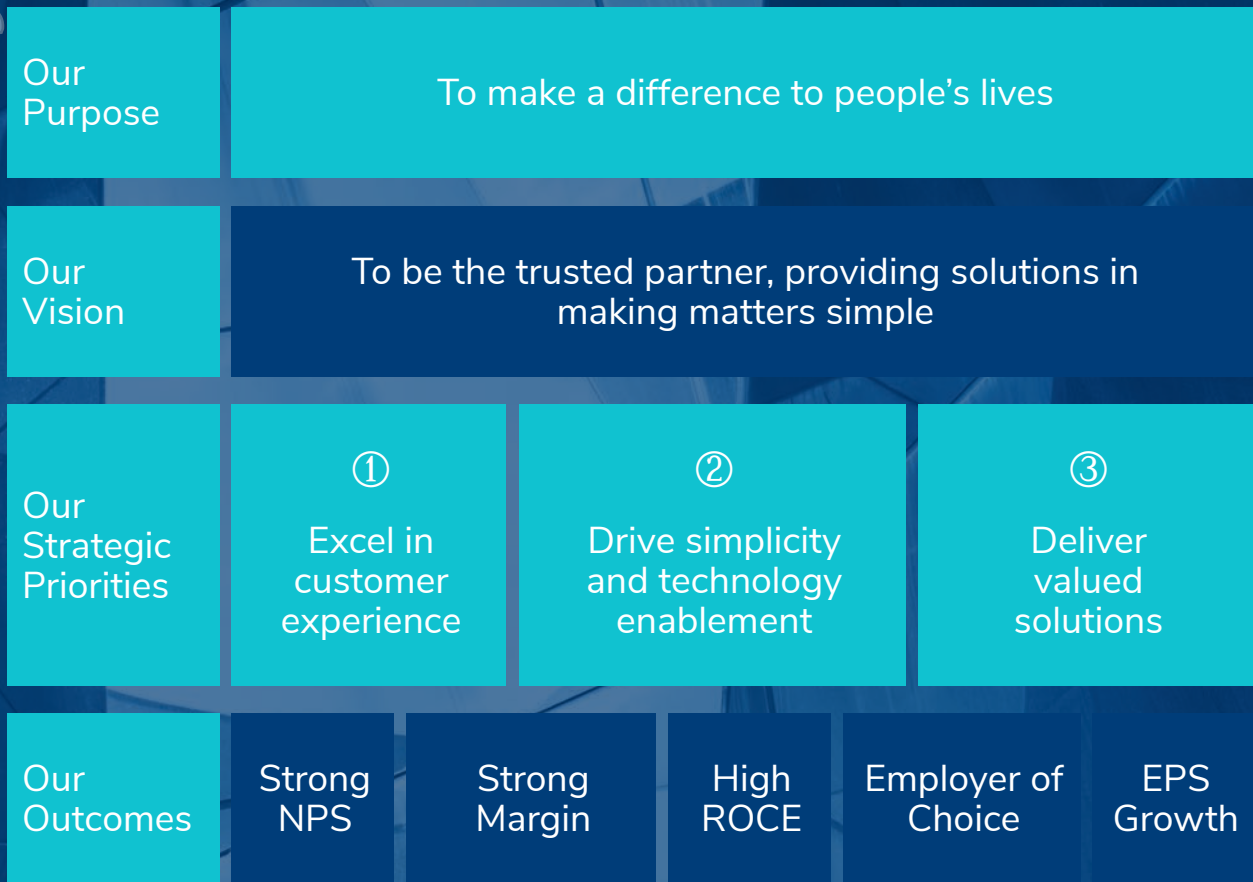 Our
Purpose
To make a difference to people’s lives
Our
Vision
To be the trusted partner, providing solutions in
making matters simple
Our
Strategic
Priorities
①
Excel in
customer
experience
②
Drive simplicity
and technology
enablement
③
Deliver
valued
solutions
Our
Outcomes
Strong
NPS
Strong
Margin
High
ROCE
Employer of
Choice
EPS
Growth